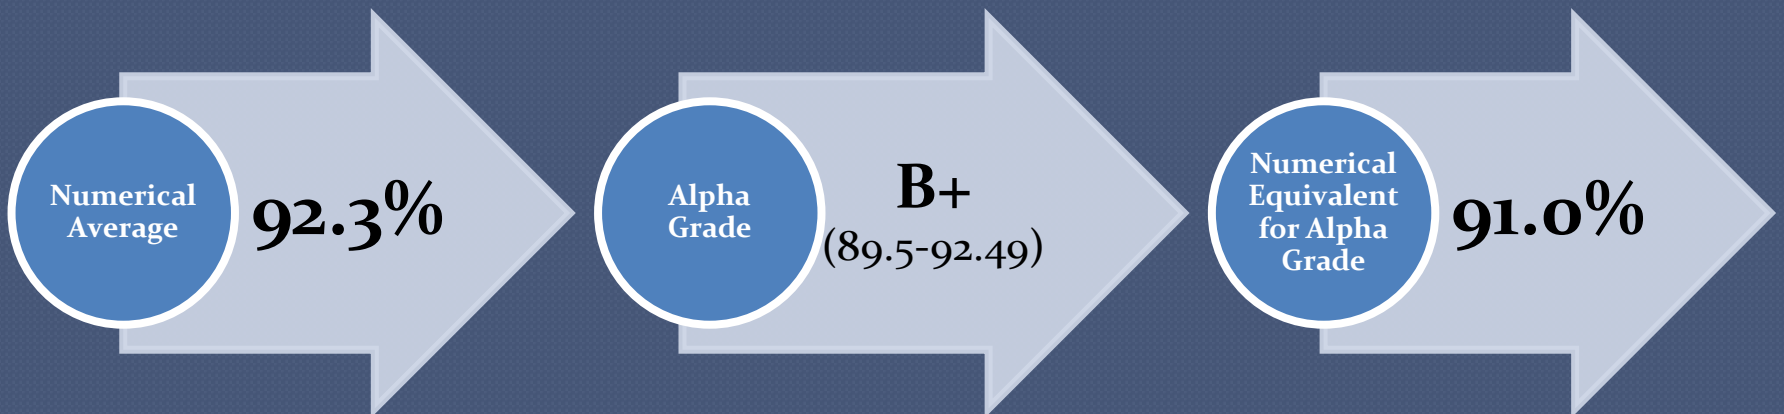 Numerical
Average
92.3%
Alpha
Grade
B+
(89.5-92.49)
Numerical
Equivalent
for Alpha
Grade
91.0%